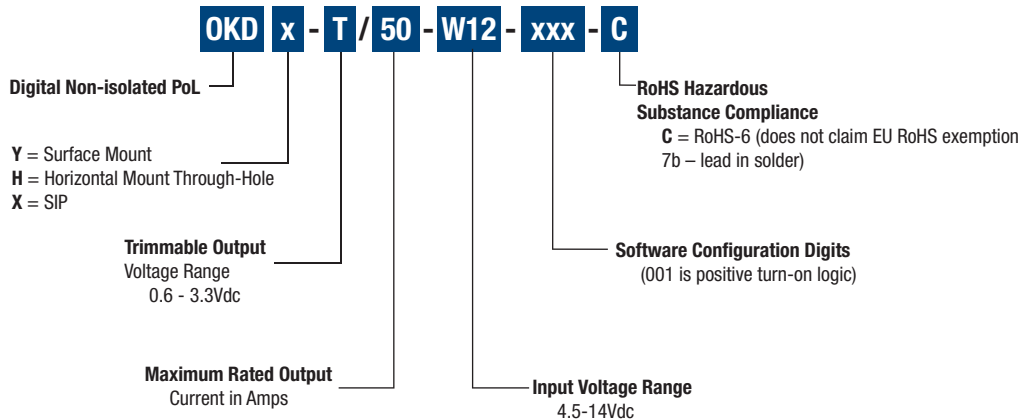 OKD x - T / 50 - W12 - xxx - C
Digital Non-isolated PoL
Y = Surface Mount
H = Horizontal Mount Through-Hole
X = SIP
Trimmable Output
Voltage Range
0.6 - 3.3Vdc
Maximum Rated Output
Current in Amps
Input Voltage Range
4.5-14Vdc
Software Configuration Digits
(001 is positive turn-on logic)
RoHS Hazardous
Substance Compliance
C = RoHS-6 (does not claim EU RoHS exemption
7b – lead in solder)